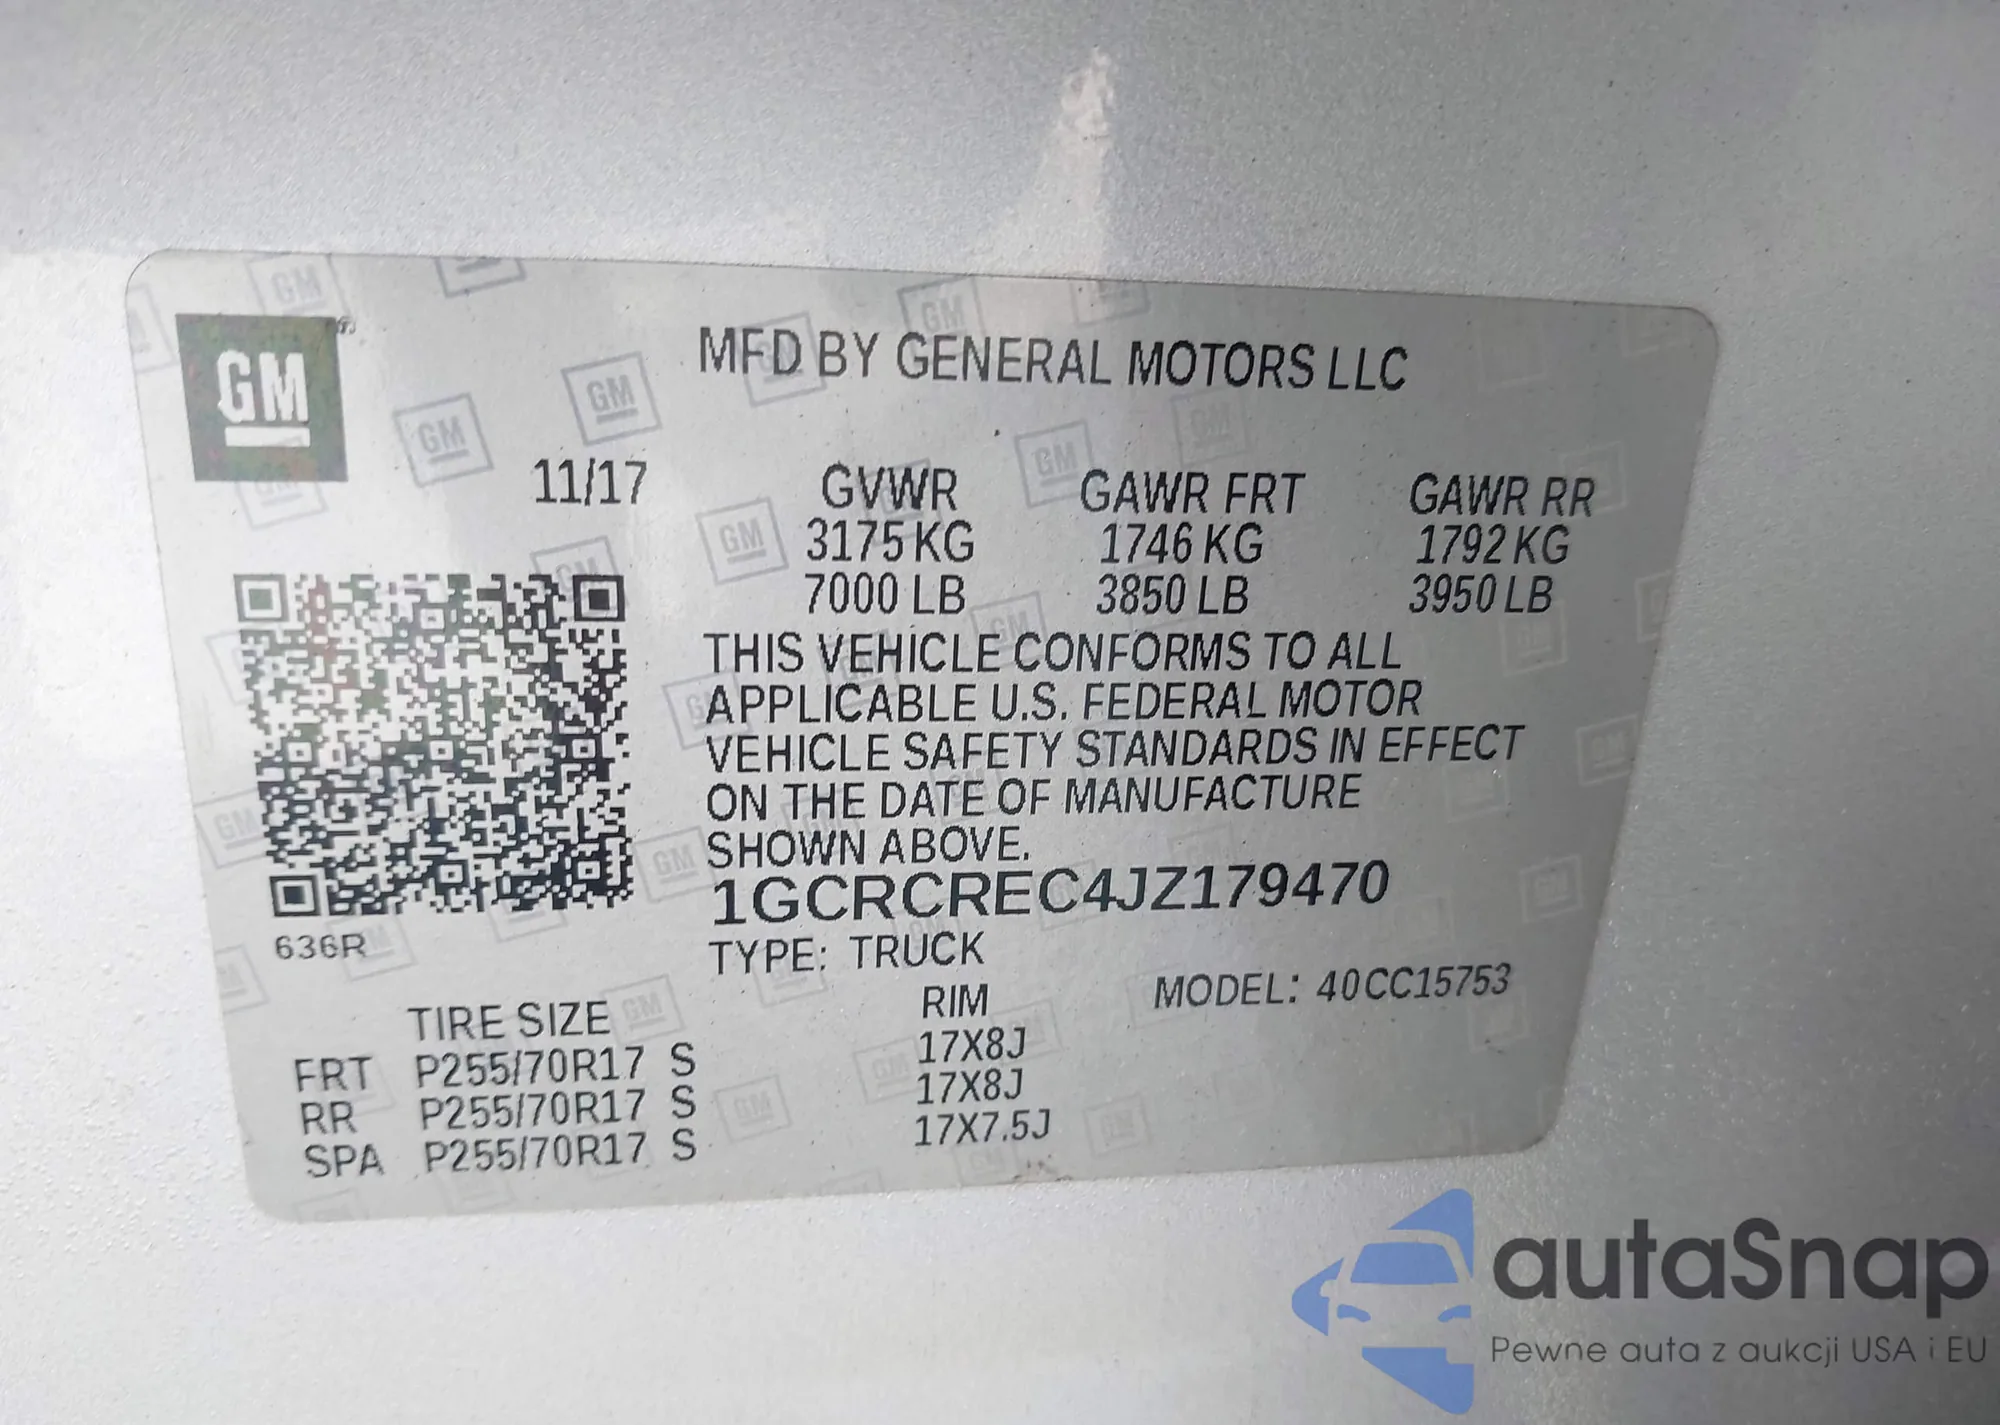 GM
MFD BY GENERAL MOTORS LLC
11/17 GVWR GAWR FRT GAWR RR
3175 KG 1746 KG 1792 KG
7000 LB 3850 LB 3950 LB
THIS VEHICLE CONFORMS TO ALL
APPLICABLE U.S. FEDERAL MOTOR
VEHICLE SAFETY STANDARDS IN EFFECT
ON THE DATE OF MANUFACTURE
SHOWN ABOVE.
1GCRCREC4JZ179470
636R
TYPE: TRUCK
MODEL: 40CC15753
TIRE SIZE RIM
FRT P255/70R17 S 17X8J
RR P255/70R17 S 17X8J
SPA P255/70R17 S 17X7.5J
autaSnap
Pewne auta z aukcji USA i EU